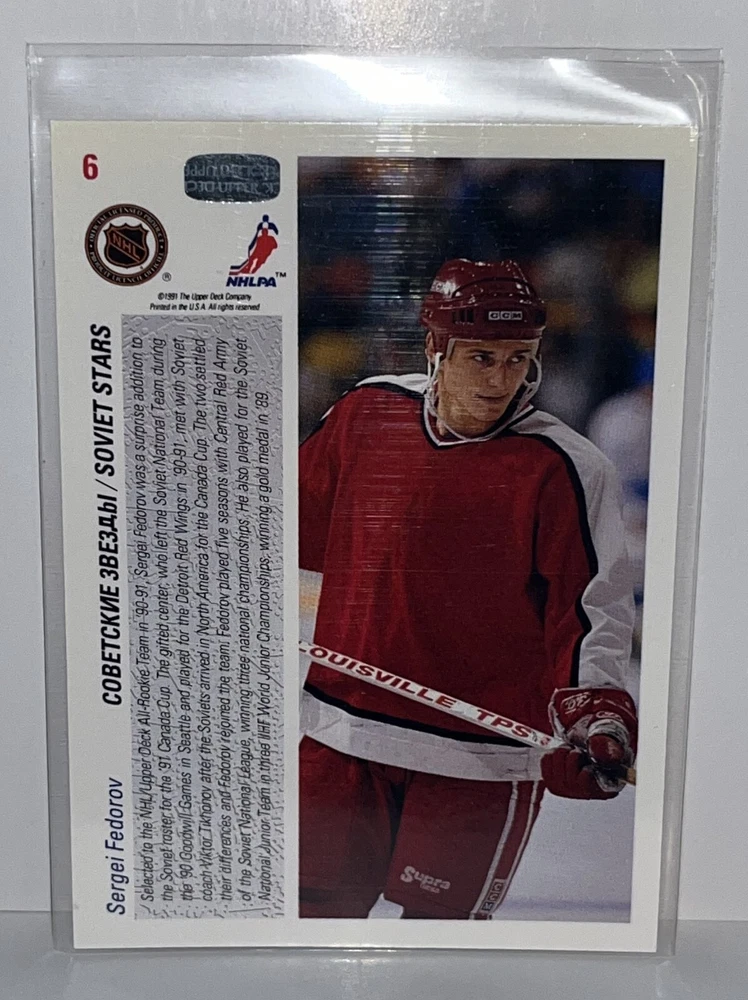 6
NHL
OFFICIAL LICENSED PRODUCT
®
NHLPA™
©1991 The Upper Deck Company
Printed in the U.S.A. All rights reserved
Sergei Fedorov
СОВЕТСКИЕ ЗВЕЗДЫ / SOVIET STARS
Selected to the NHL/Upper Deck All-Rookie Team in '90-91, Sergei Fedorov was a surprise addition to
the Soviet roster for the '91 Canada Cup. The gifted center, who left the Soviet National Team during
the '90 Goodwill Games in Seattle and played for the Detroit Red Wings in '90-91, met with Soviet
coach Viktor Tikhonov after the Soviets arrived in North America for the Canada Cup. The two settled
their differences and Fedorov rejoined the team. Fedorov played five seasons with Central Red Army
of the Soviet National League, winning three national championships. He also played for the Soviet
National Junior Team in three IIHF World Junior Championships, winning a gold medal in '89.
CCM
LOUISVILLE TPS
Supra